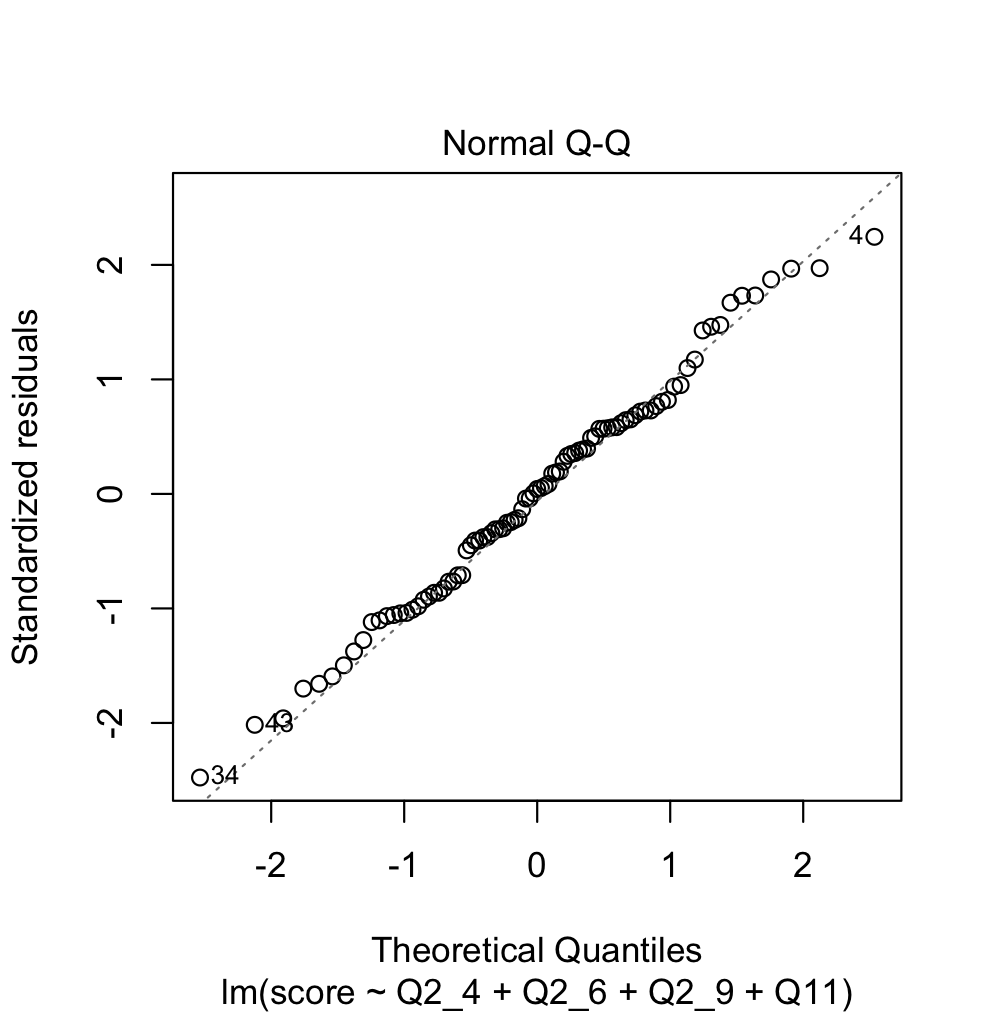 Normal Q-Q
Standardized residuals
2
1
0
-1
-2
4
43
34
-2 -1 0 1 2
Theoretical Quantiles
lm(score ~ Q2_4 + Q2_6 + Q2_9 + Q11)